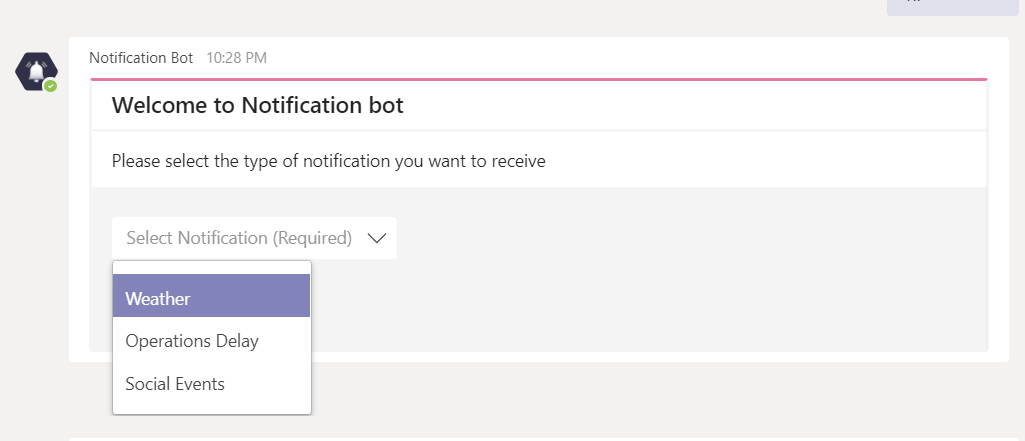 Notification Bot 10:28 PM
Welcome to Notification bot
Please select the type of notification you want to receive
Select Notification (Required)
Weather
Operations Delay
Social Events